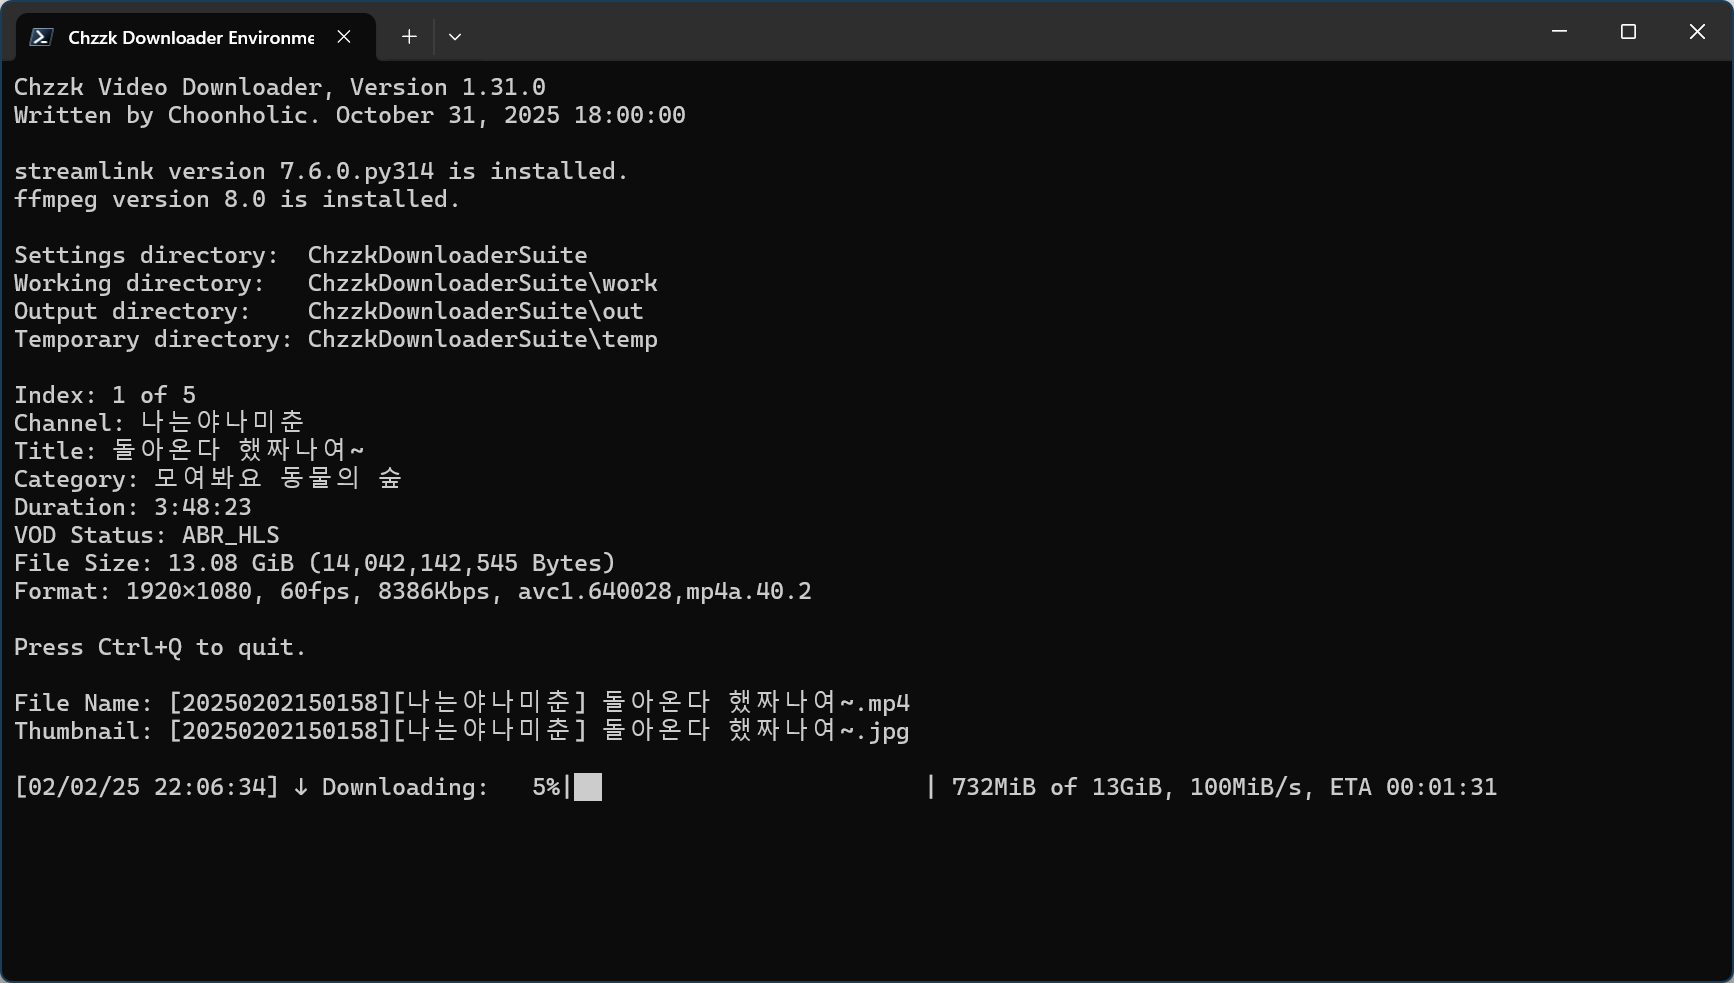 Chzzk Downloader Environme
Chzzk Video Downloader, Version 1.31.0
Written by Choonholic. October 31, 2025 18:00:00
streamlink version 7.6.0.py314 is installed.
ffmpeg version 8.0 is installed.
Settings directory:  ChzzkDownloaderSuite
Working directory:   ChzzkDownloaderSuite\work
Output directory:    ChzzkDownloaderSuite\out
Temporary directory: ChzzkDownloaderSuite\temp
Index: 1 of 5
Channel: 나는야나미춘
Title: 돌아온다 했짜나여~
Category: 모여봐요 동물의 숲
Duration: 3:48:23
VOD Status: ABR_HLS
File Size: 13.08 GiB (14,042,142,545 Bytes)
Format: 1920×1080, 60fps, 8386Kbps, avc1.640028,mp4a.40.2
Press Ctrl+Q to quit.
File Name: [20250202150158][나는야나미춘] 돌아온다 했짜나여~.mp4
Thumbnail: [20250202150158][나는야나미춘] 돌아온다 했짜나여~.jpg
[02/02/25 22:06:34] ↓ Downloading:   5%|█                       | 732MiB of 13GiB, 100MiB/s, ETA 00:01:31